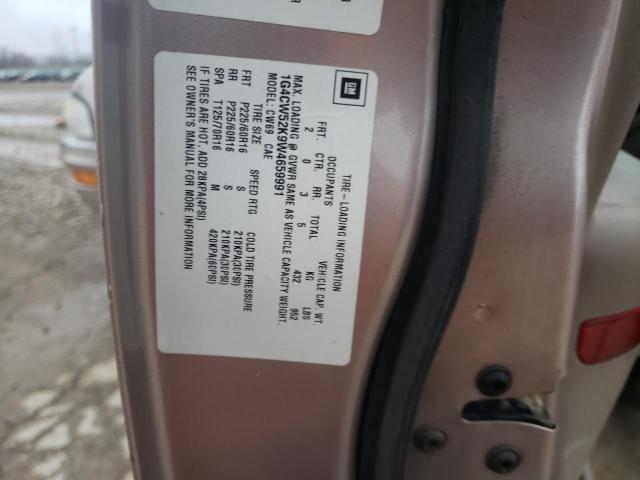 GM
TIRE-LOADING INFORMATION
OCCUPANTS VEHICLE CAP. WT.
FRT. CTR. RR. TOTAL KG LBS
2 0 3 5 432 952
MAX. LOADING @ GVWR SAME AS VEHICLE CAPACITY WEIGHT.
1G4CW52K9W4659991
MODEL: CW69 CAE
TIRE SIZE SPEED RTG COLD TIRE PRESSURE
FRT P225/60R16 S 210KPA(30PSI)
RR P225/60R16 S 210KPA(30PSI)
SPA T125/70R16 M 420KPA(60PSI)
IF TIRES ARE HOT, ADD 28KPA(4PSI)
SEE OWNER'S MANUAL FOR MORE INFORMATION